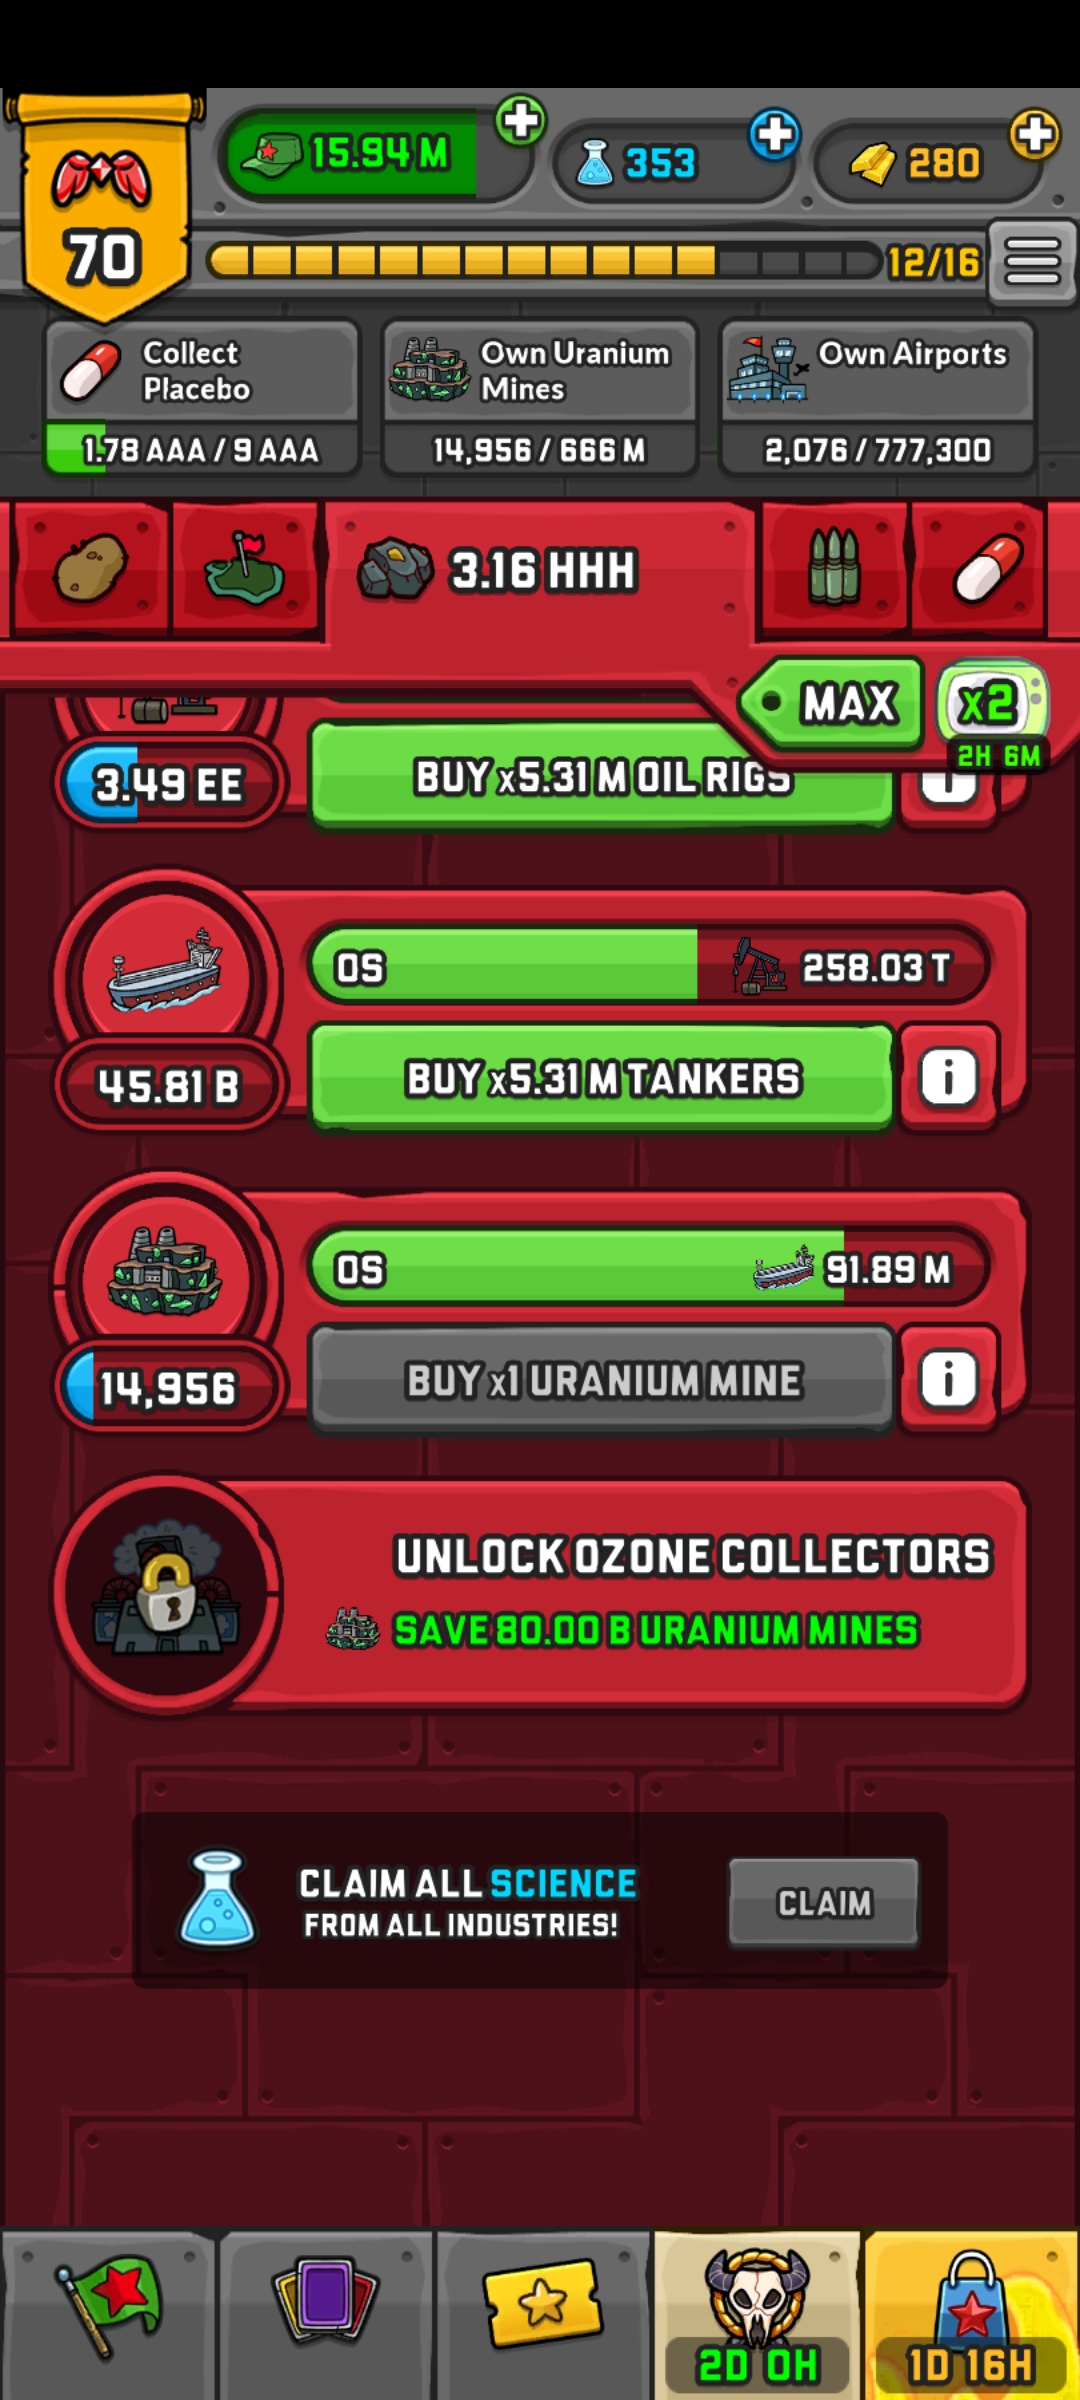 70
15.94 M
353
280
12/16
Collect
Placebo
1.78 AAA / 9 AAA
Own Uranium
Mines
14,956 / 666 M
Own Airports
2,076 / 777,300
3.16 HHH
MAX
x2
2H 6M
3.49 EE
BUY x5.31 M OIL RIGS
0S
258.03 T
45.81 B
BUY x5.31 M TANKERS
i
0S
91.89 M
14,956
BUY x1 URANIUM MINE
i
UNLOCK OZONE COLLECTORS
SAVE 80.00 B URANIUM MINES
CLAIM ALL SCIENCE
FROM ALL INDUSTRIES!
CLAIM
2D 0H
1D 16H